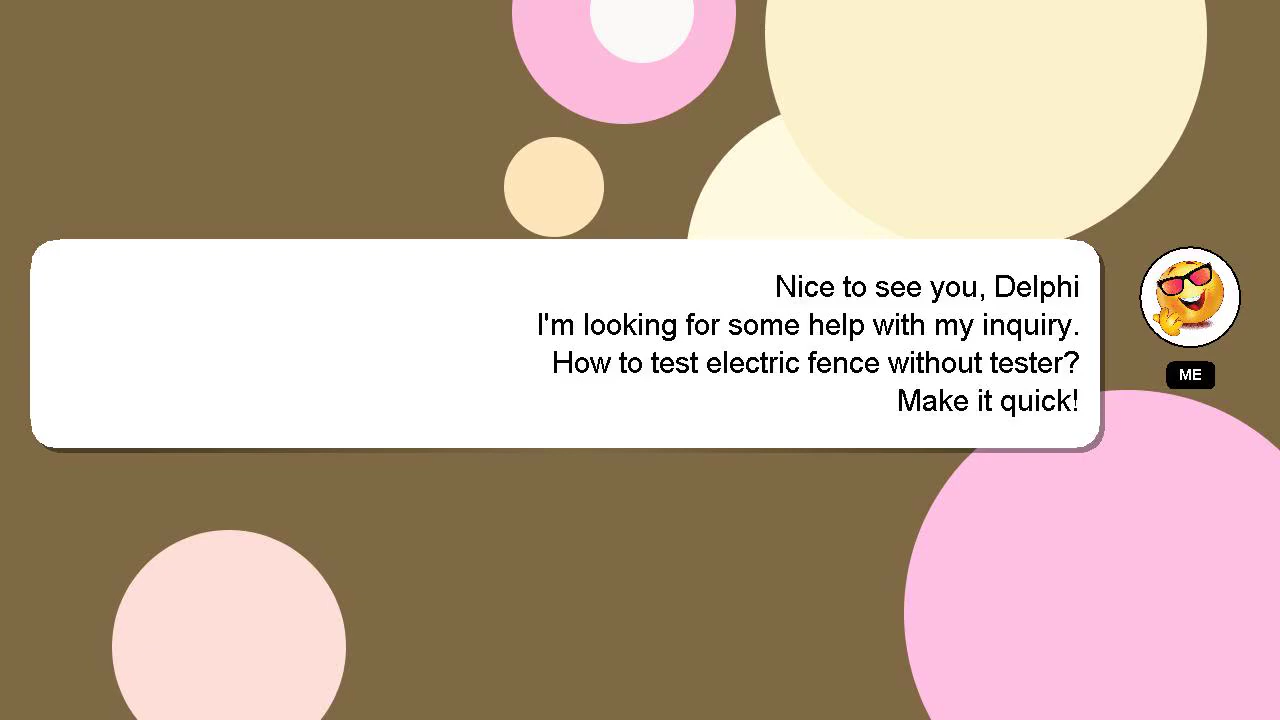 Nice to see you, Delphi
I'm looking for some help with my inquiry.
How to test electric fence without tester?
Make it quick!
ME